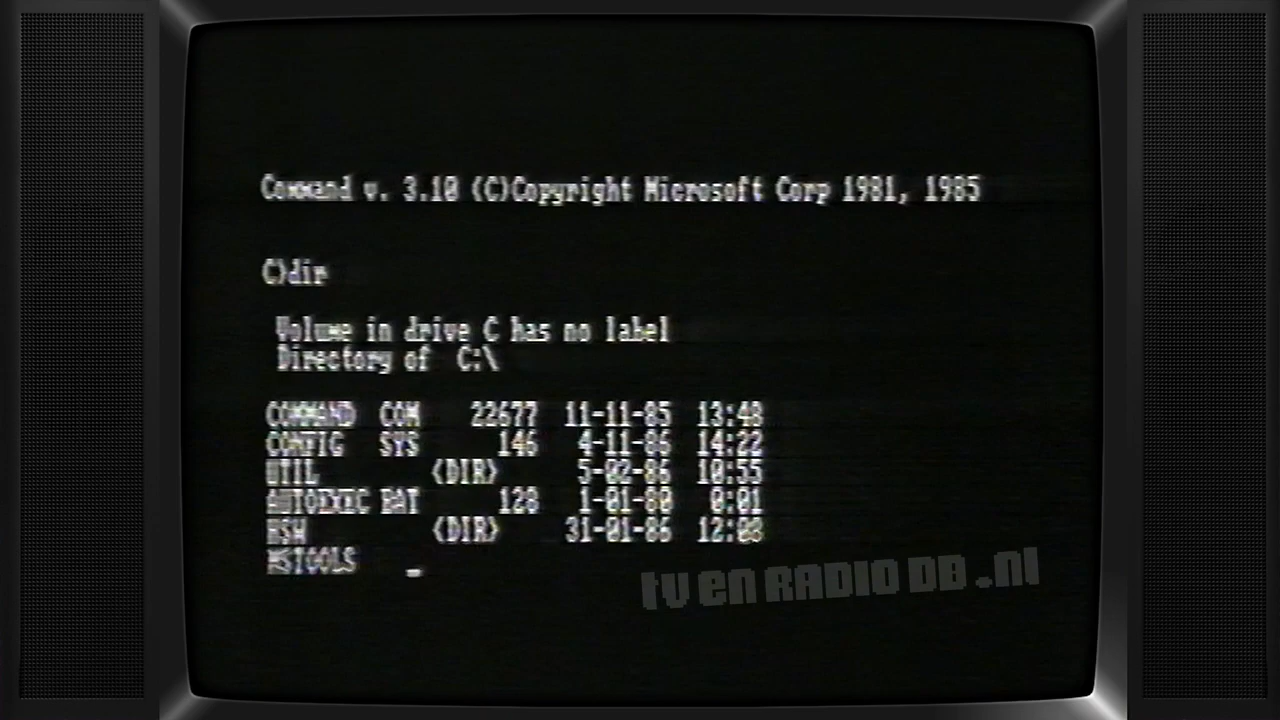 Command v. 3.10 (C)Copyright Microsoft Corp 1981, 1985
C>dir
Volume in drive C has no label
Directory of C:\
COMMAND COM 22677 11-11-85 13:48
CONFIG SYS 146 4-11-86 14:22
UTIL <DIR> 5-02-86 10:55
AUTOEXEC BAT 128 1-01-80 0:01
HSW <DIR> 31-01-86 12:08
MSTOOLS _
tv en RADIO DB .nl